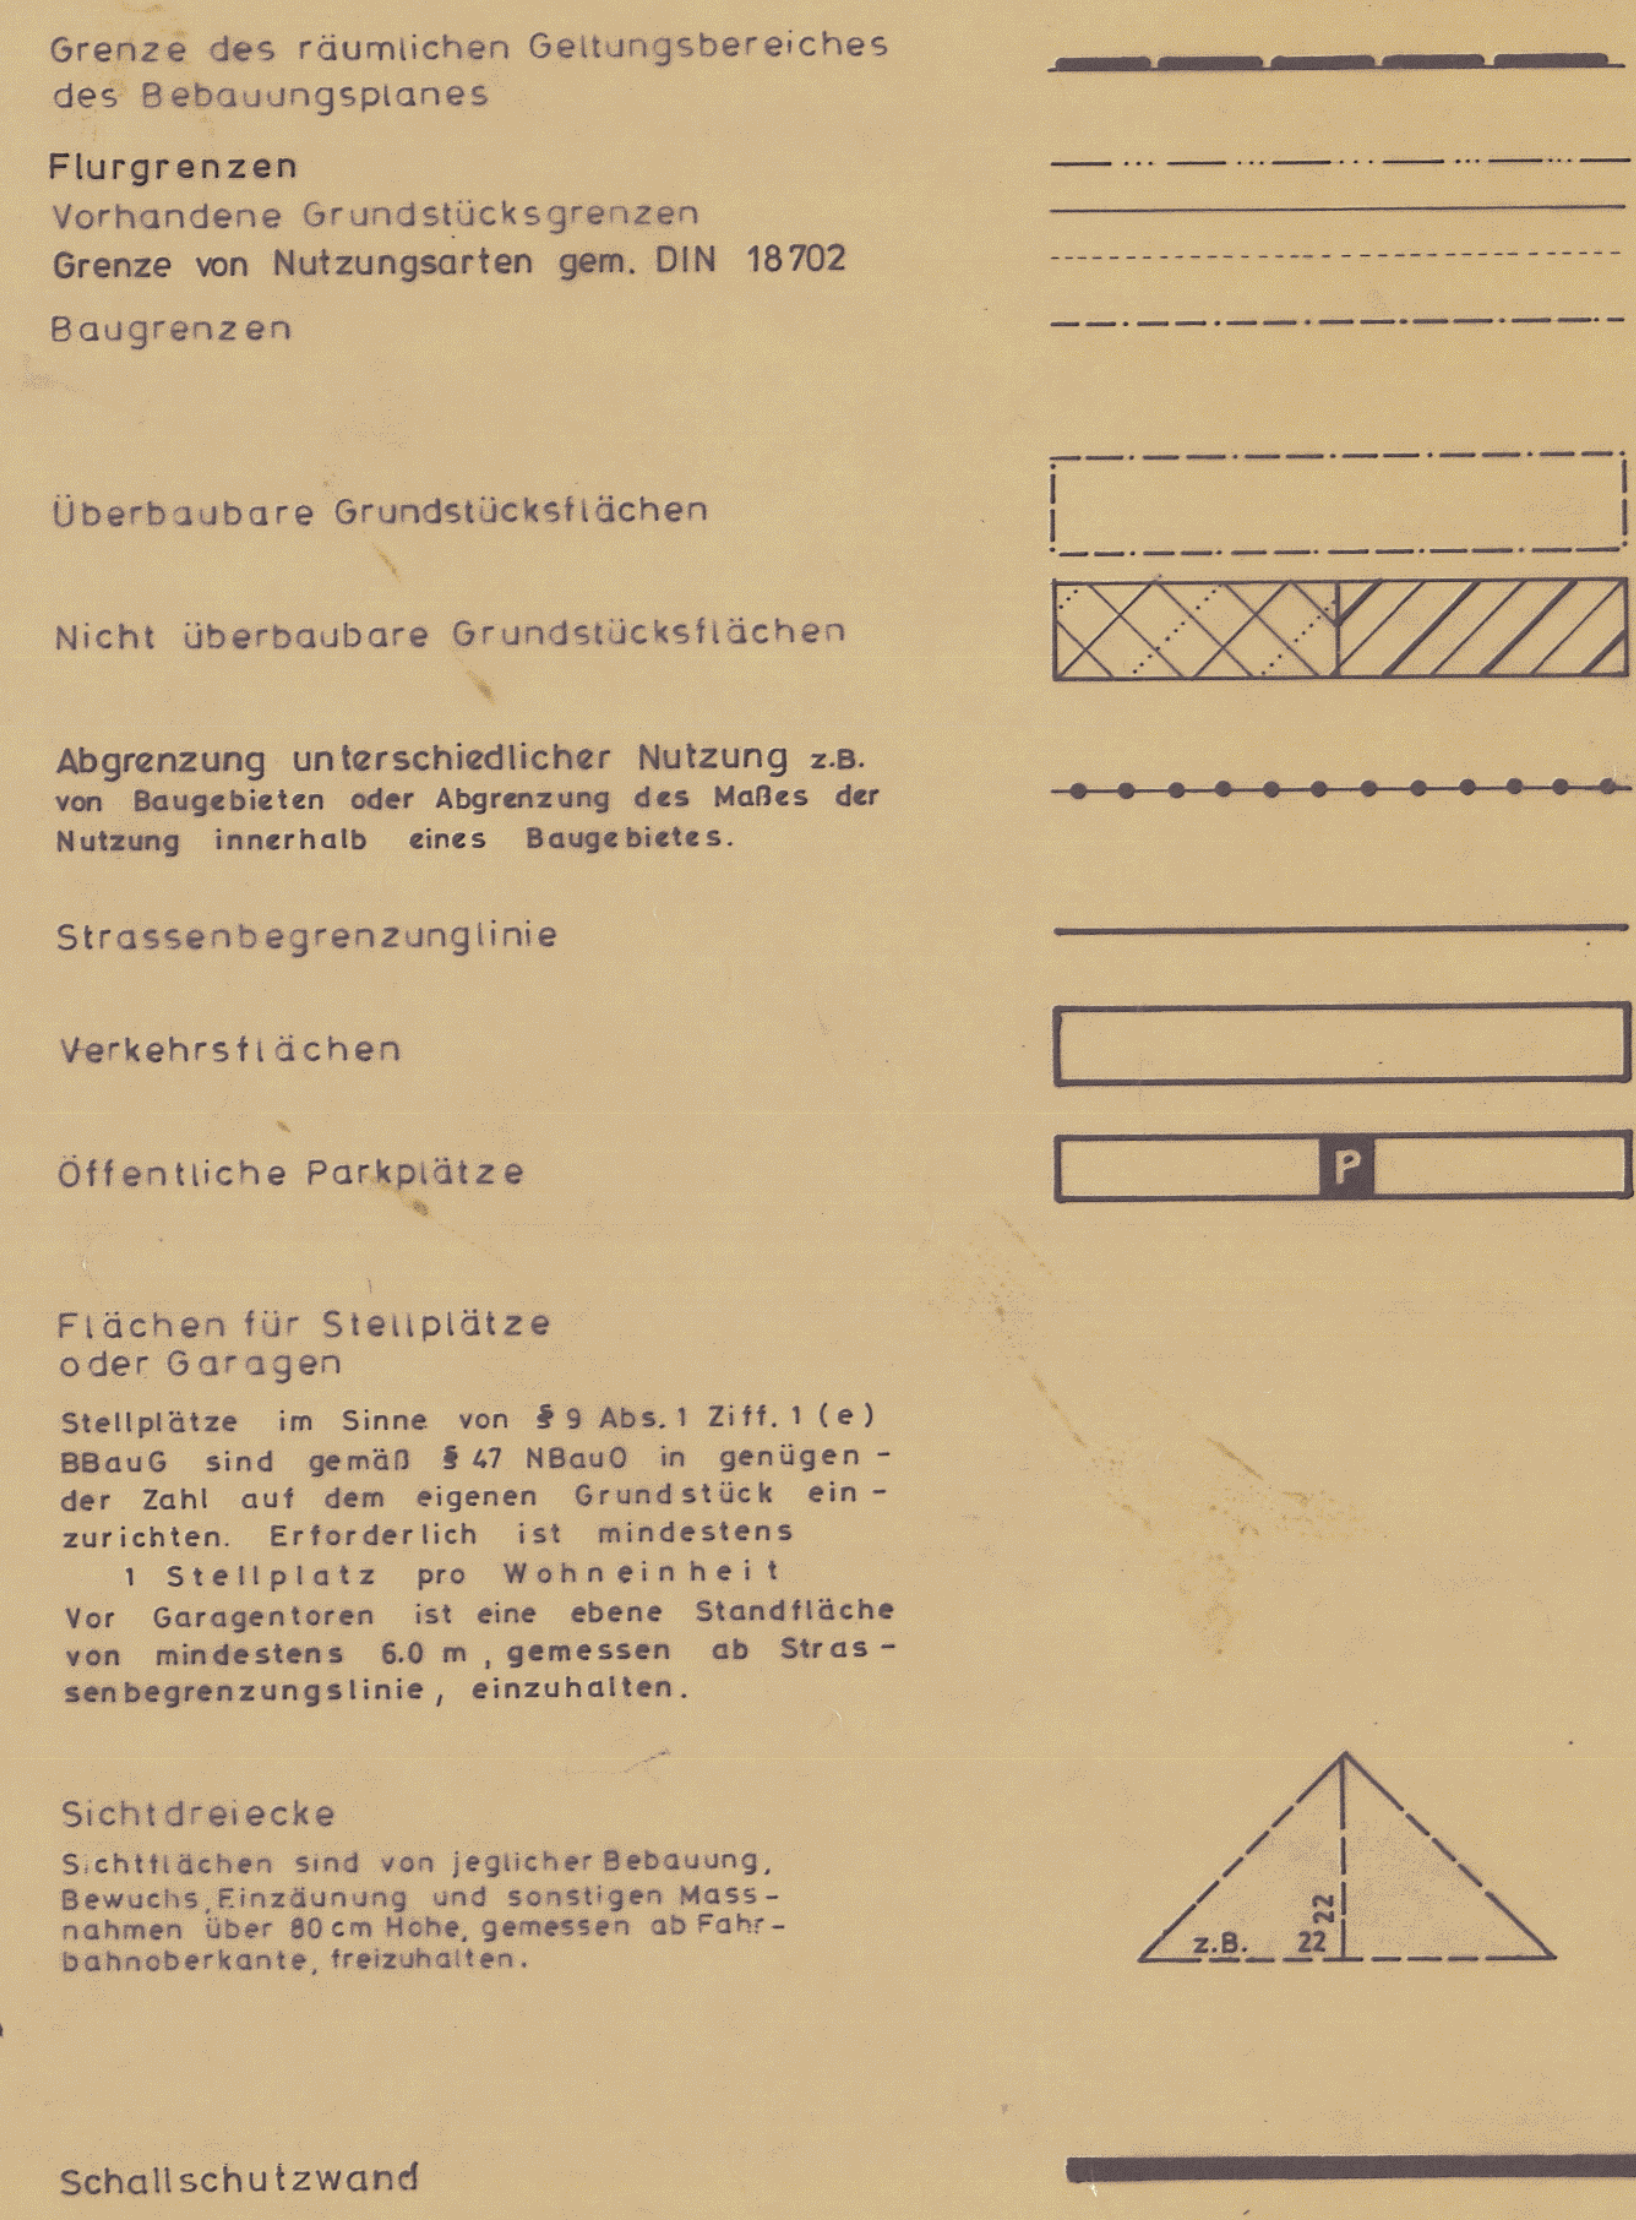 Grenze des räumlichen Geltungsbereiches
des Bebauungsplanes
Flurgrenzen
Vorhandene Grundstücksgrenzen
Grenze von Nutzungsarten gem. DIN 18702
Baugrenzen
Überbaubare Grundstücksflächen
Nicht überbaubare Grundstücksflächen
Abgrenzung unterschiedlicher Nutzung z.B.
von Baugebieten oder Abgrenzung des Maßes der
Nutzung innerhalb eines Baugebietes.
Strassenbegrenzunglinie
Verkehrsflächen
Öffentliche Parkplätze
P
Flächen für Stellplätze
oder Garagen
Stellplätze im Sinne von § 9 Abs. 1 Ziff. 1 (e)
BBauG sind gemäß § 47 NBauO in genügen -
der Zahl auf dem eigenen Grundstück ein -
zurichten. Erforderlich ist mindestens
1 Stellplatz pro Wohneinheit
Vor Garagentoren ist eine ebene Standfläche
von mindestens 6.0 m , gemessen ab Stras -
senbegrenzungslinie, einzuhalten.
Sichtdreiecke
Sichtflächen sind von jeglicher Bebauung,
Bewuchs, Einzäunung und sonstigen Mass -
nahmen über 80 cm Höhe, gemessen ab Fahr -
bahnoberkante, freizuhalten.
z.B. 22
22
Schallschutzwand